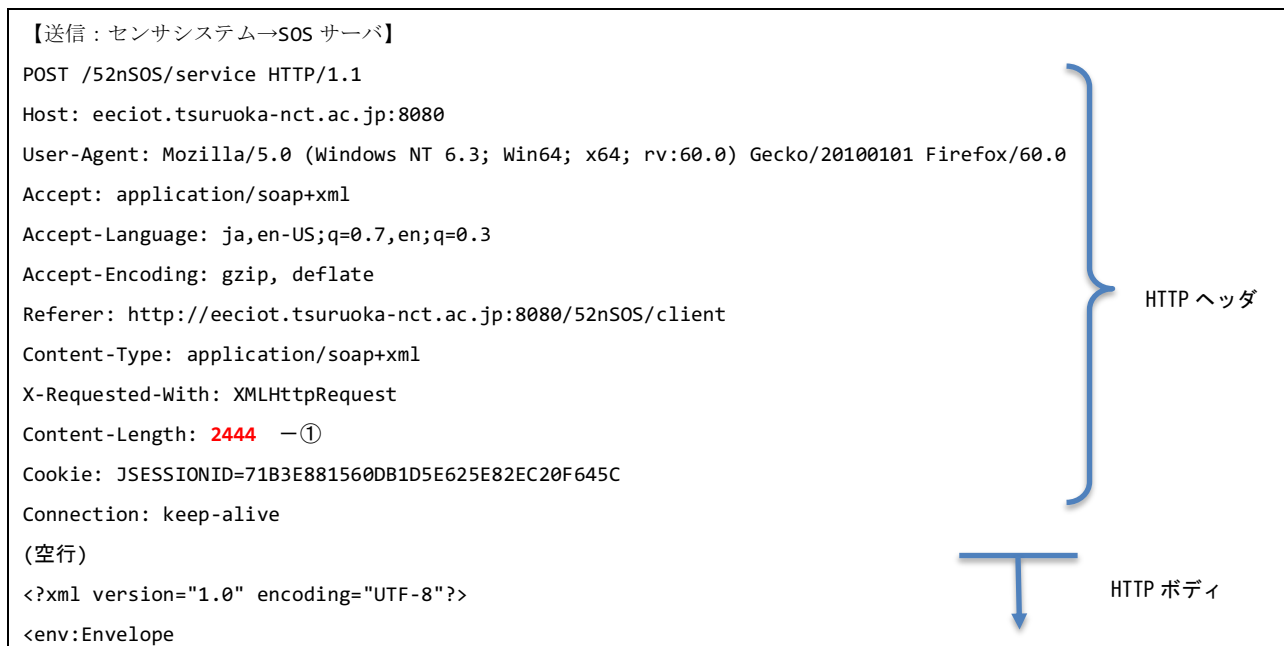 【送信：センサシステム→SOS サーバ】
POST /52nSOS/service HTTP/1.1
Host: eeciot.tsuruoka-nct.ac.jp:8080
User-Agent: Mozilla/5.0 (Windows NT 6.3; Win64; x64; rv:60.0) Gecko/20100101 Firefox/60.0
Accept: application/soap+xml
Accept-Language: ja,en-US;q=0.7,en;q=0.3
Accept-Encoding: gzip, deflate
Referer: http://eeciot.tsuruoka-nct.ac.jp:8080/52nSOS/client
Content-Type: application/soap+xml
X-Requested-With: XMLHttpRequest
Content-Length: 2444 －①
Cookie: JSESSIONID=71B3E881560DB1D5E625E82EC20F645C
Connection: keep-alive
HTTP ヘッダ
(空行)
<?xml version="1.0" encoding="UTF-8"?>
<env:Envelope
HTTP ボディ